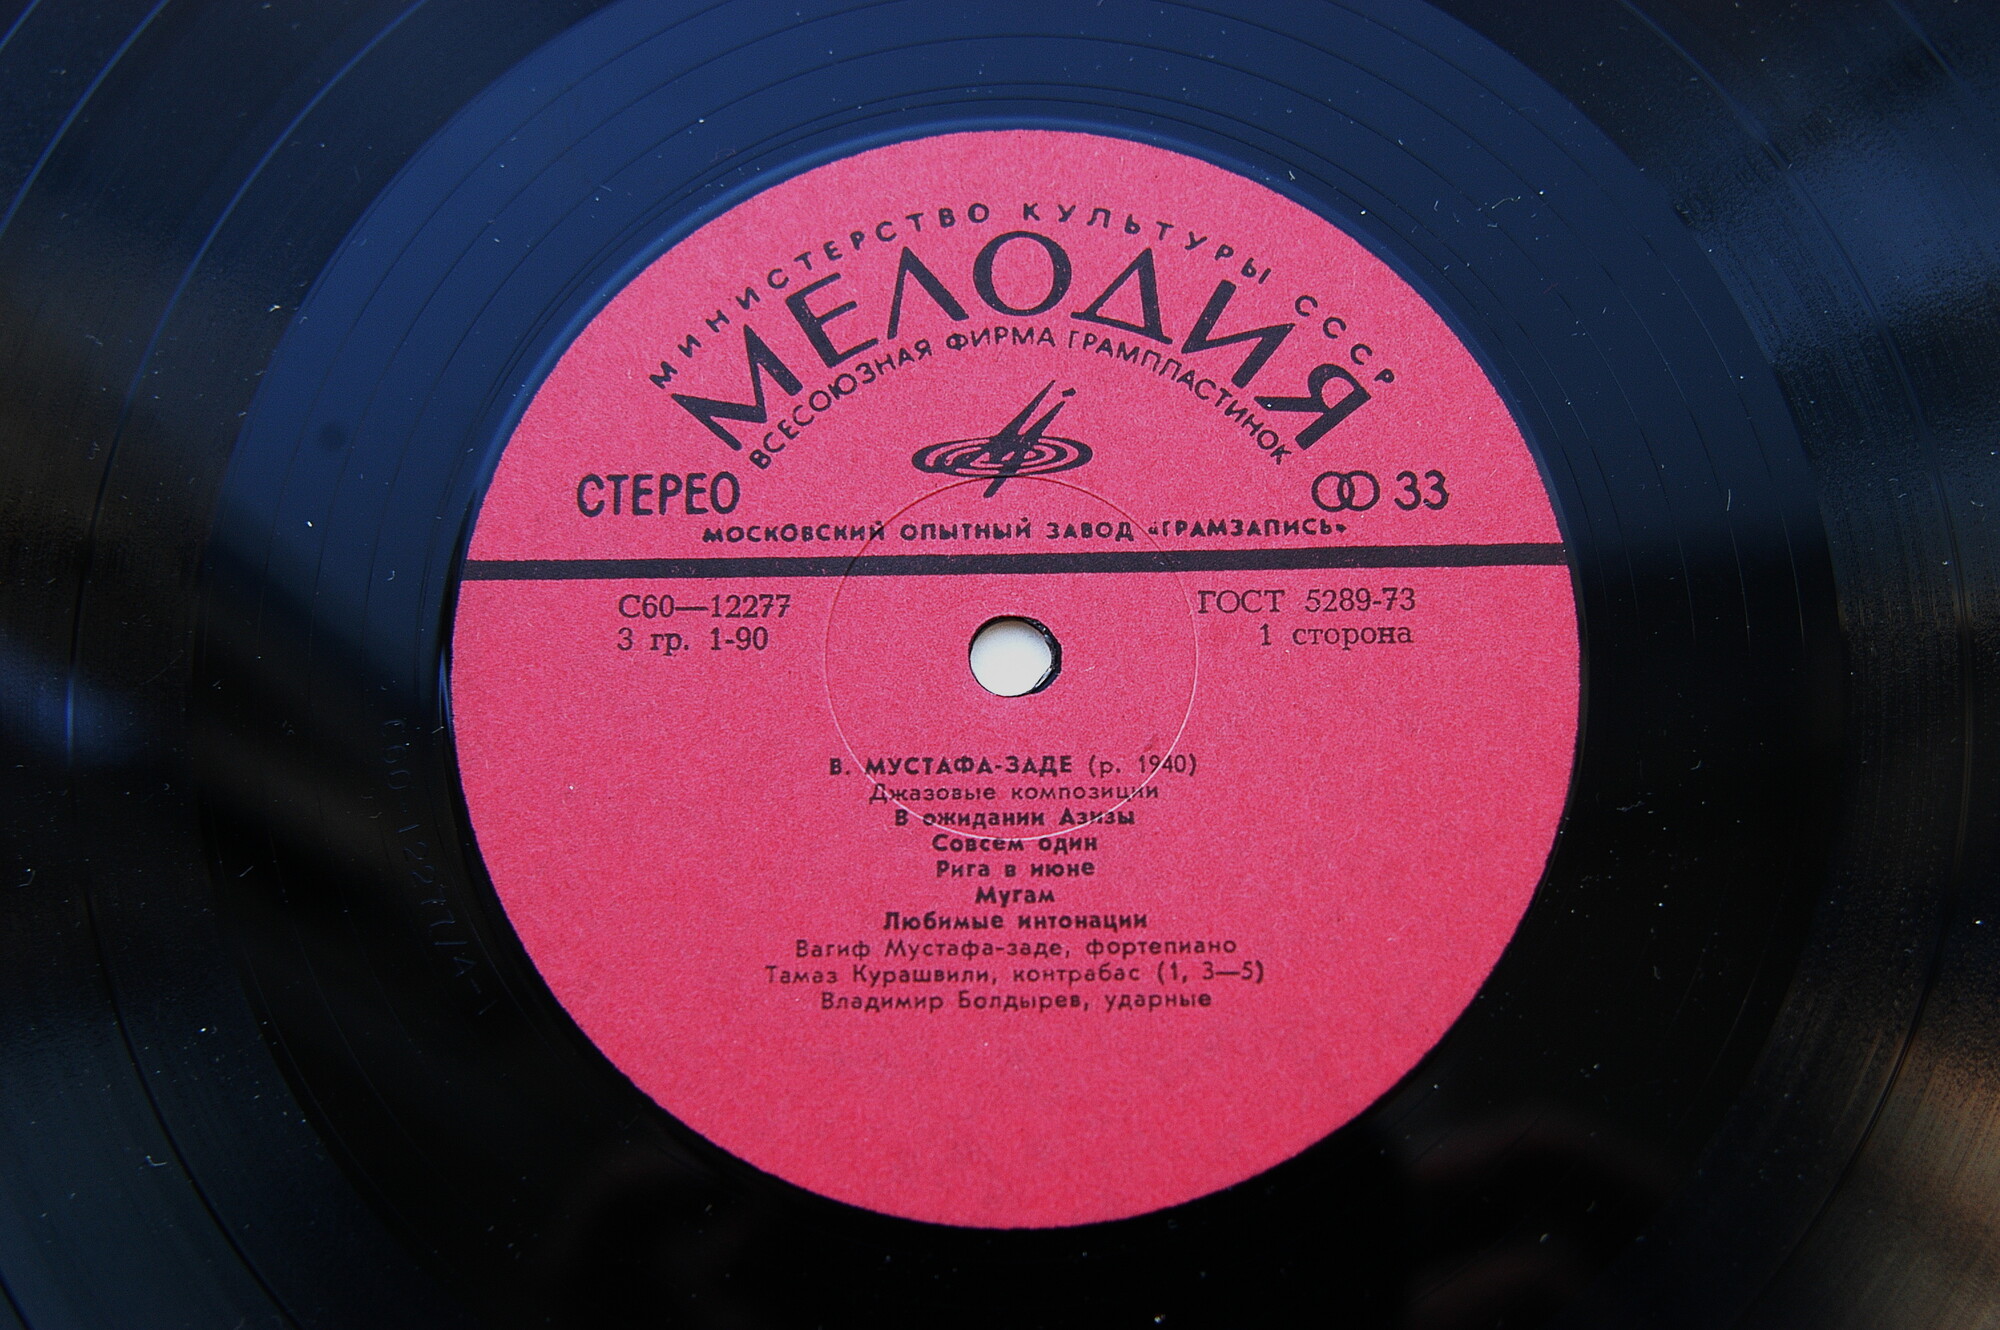 МИНИСТЕРСТВО КУЛЬТУРЫ СССР
МЕЛОДИЯ
ВСЕСОЮЗНАЯ ФИРМА ГРАМПЛАСТИНОК
СТЕРЕО
33
МОСКОВСКИЙ ОПЫТНЫЙ ЗАВОД «ГРАМЗАПИСЬ»
С60—12277
ГОСТ 5289-73
3 гр. 1-90
1 сторона
В. МУСТАФА-ЗАДЕ (р. 1940)
Джазовые композиции
В ожидании Азизы
Совсем один
Рига в июне
Мугам
Любимые интонации
Вагиф Мустафа-заде, фортепиано
Тамаз Курашвили, контрабас (1, 3—5)
Владимир Болдырев, ударные